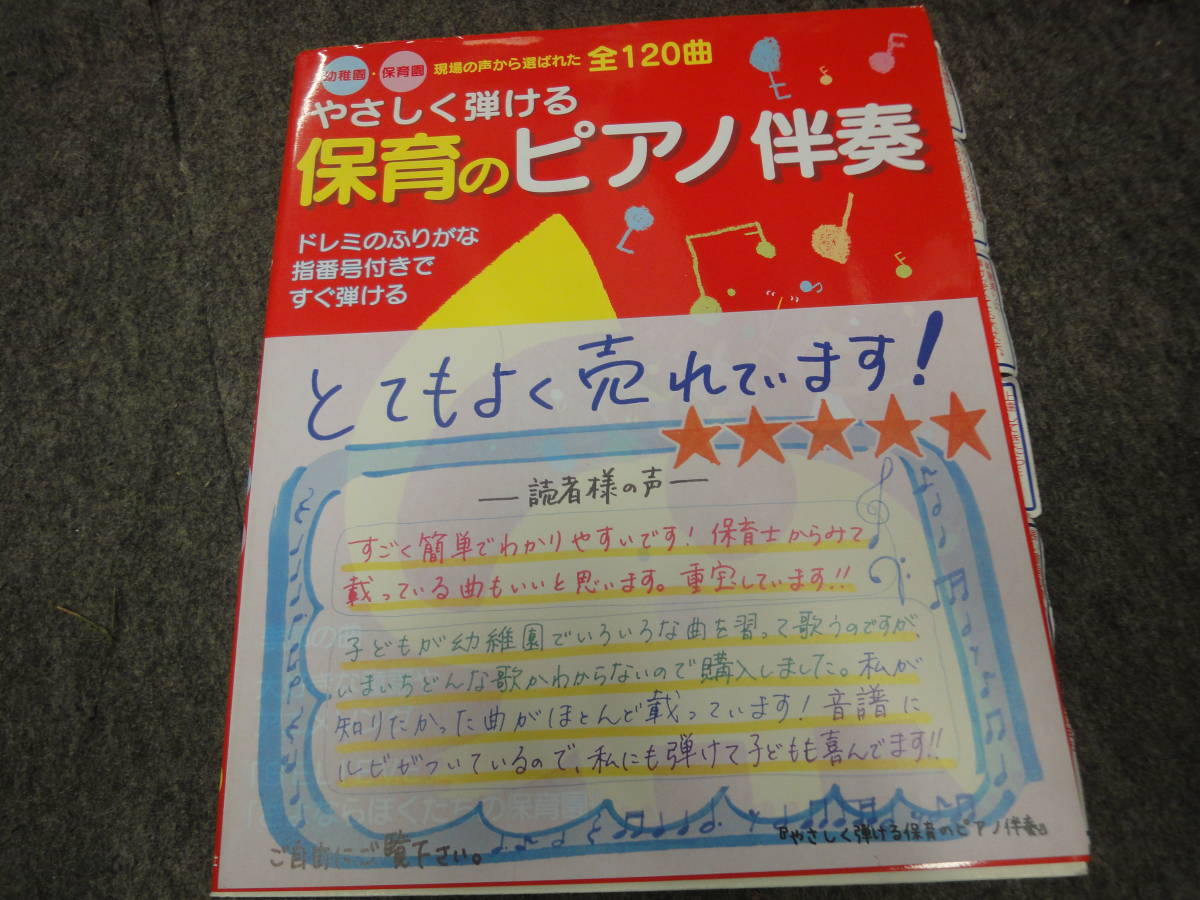 幼稚園・保育園 現場の声から選ばれた 全120曲
やさしく弾ける
保育のピアノ伴奏
ドレミのふりがな
指番号付きで
すぐ弾ける
とてもよく売れています!
★★★★★
―読者様の声―
すごく簡単でわかりやすいです!保育士からみて
載っている曲もいいと思います。重宝しています!!
子どもが幼稚園でいろいろな曲を習って歌うのですが、
いまいちどんな歌かわからないので購入しました。私が
知りたかった曲がほとんど載っています!音譜に
ルビがついているので、私にも弾けて子どもも喜んでます!!
ならぼくたちの保育園
『やさしく弾ける保育のピアノ伴奏』
ご自由にご覧下さい。